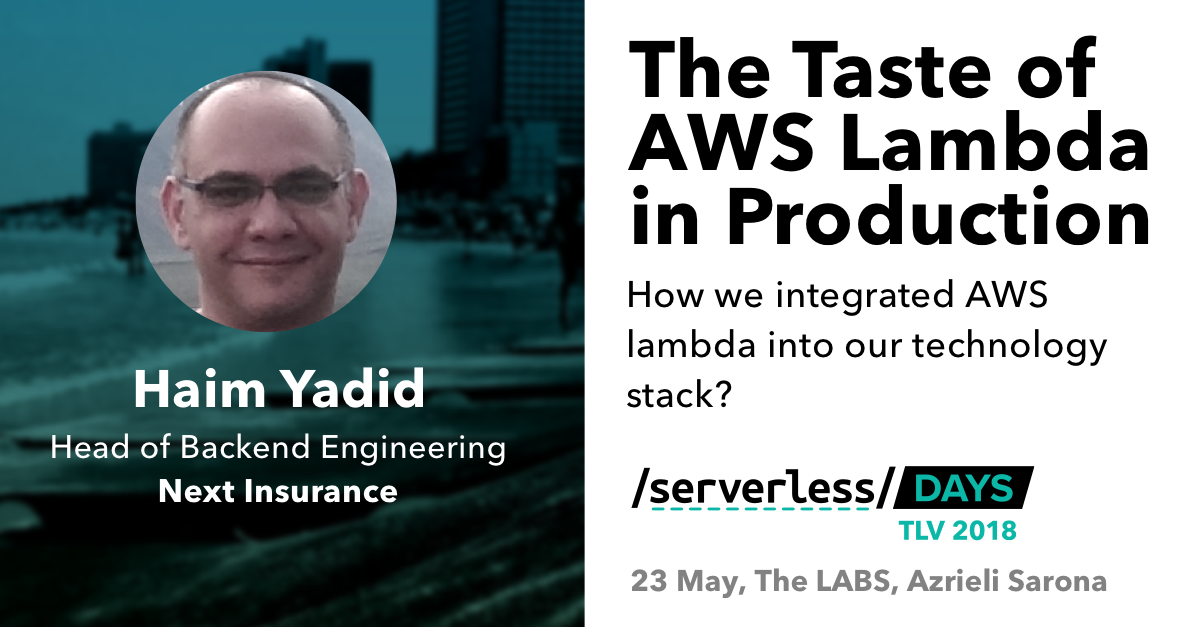 Haim Yadid
Head of Backend Engineering
Next Insurance
The Taste of
AWS Lambda
in Production
How we integrated AWS
lambda into our technology
stack?
/serverless/ DAYS
TLV 2018
23 May, The LABS, Azrieli Sarona